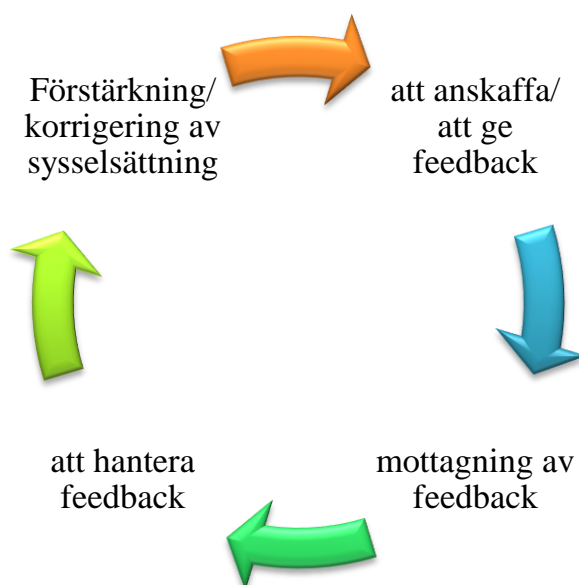 Förstärkning/
korrigering av
sysselsättning
att anskaffa/
att ge
feedback
mottagning av
feedback
att hantera
feedback